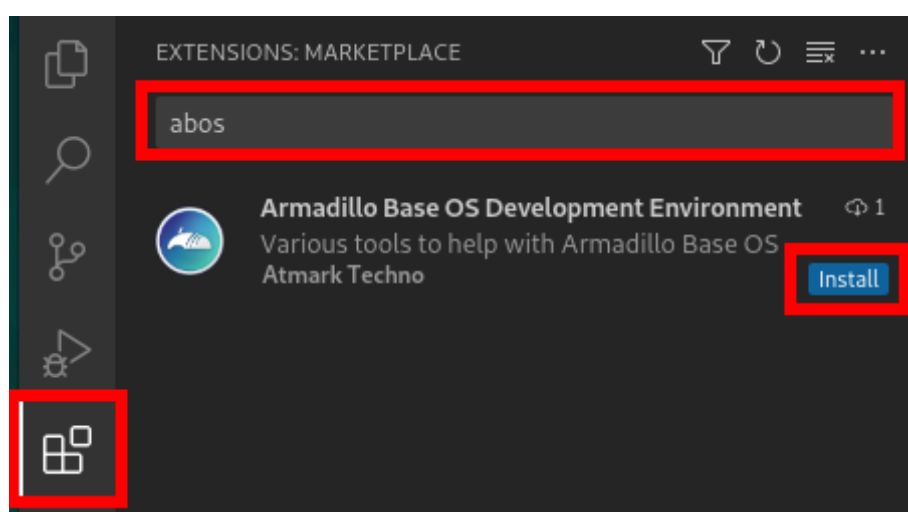 EXTENSIONS: MARKETPLACE
abos
Armadillo Base OS Development Environment 1
Various tools to help with Armadillo Base OS
Atmark Techno
Install